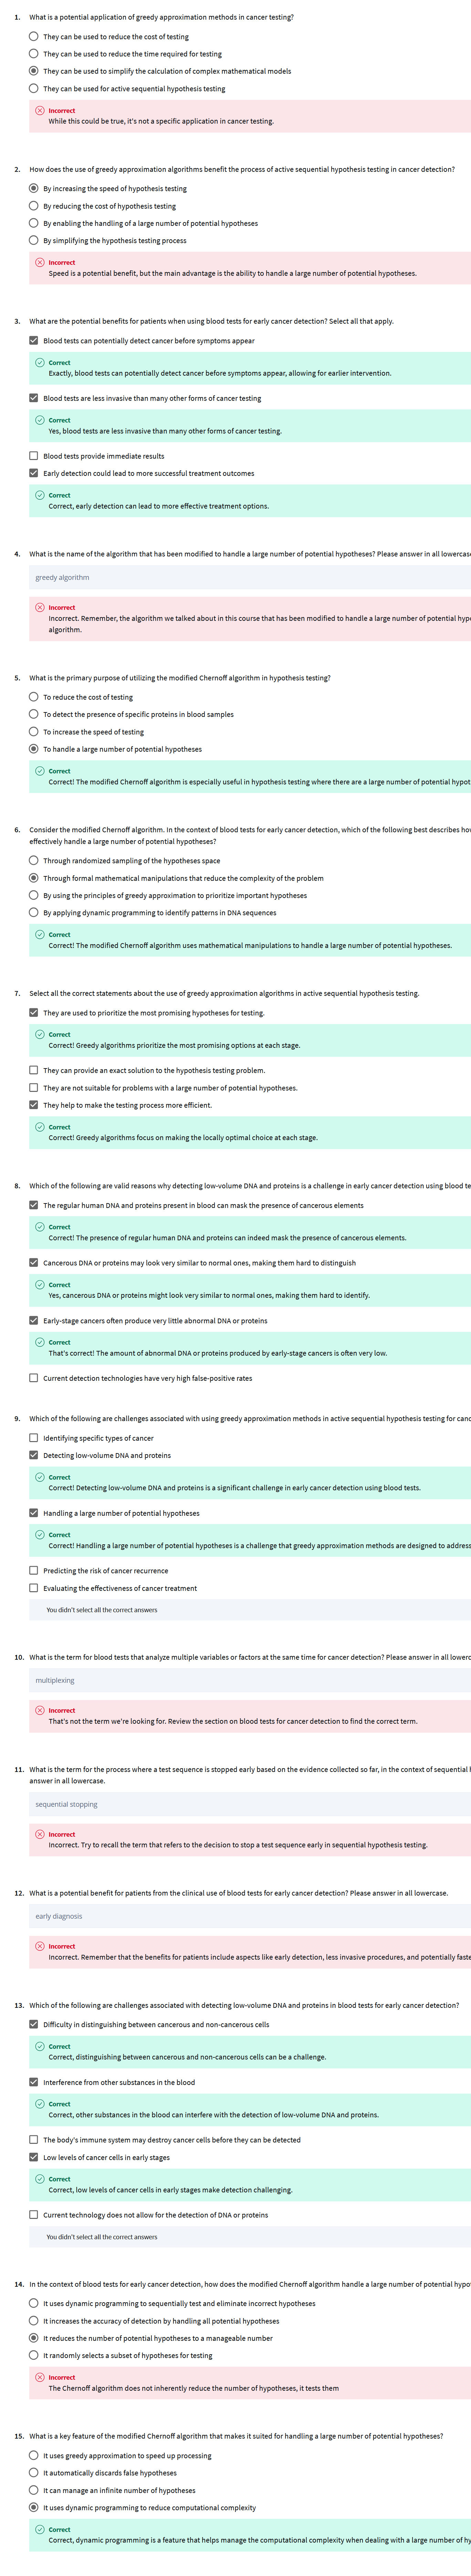 1. What is a potential application of greedy approximation methods in cancer testing?
They can be used to reduce the cost of testing
They can be used to reduce the time required for testing
They can be used to simplify the calculation of complex mathematical models
They can be used for active sequential hypothesis testing
Incorrect
While this could be true, it's not a specific application in cancer testing.
2. How does the use of greedy approximation algorithms benefit the process of active sequential hypothesis testing in cancer detection?
By increasing the speed of hypothesis testing
By reducing the cost of hypothesis testing
By enabling the handling of a large number of potential hypotheses
By simplifying the hypothesis testing process
Incorrect
Speed is a potential benefit, but the main advantage is the ability to handle a large number of potential hypotheses.
3. What are the potential benefits for patients when using blood tests for early cancer detection? Select all that apply.
Blood tests can potentially detect cancer before symptoms appear
Correct
Exactly, blood tests can potentially detect cancer before symptoms appear, allowing for earlier intervention.
Blood tests are less invasive than many other forms of cancer testing
Correct
Yes, blood tests are less invasive than many other forms of cancer testing.
Blood tests provide immediate results
Early detection could lead to more successful treatment outcomes
Correct
Correct, early detection can lead to more effective treatment options.
4. What is the name of the algorithm that has been modified to handle a large number of potential hypotheses? Please answer in all lowercase
greedy algorithm
Incorrect
Incorrect. Remember, the algorithm we talked about in this course that has been modified to handle a large number of potential hyp
algorithm.
5. What is the primary purpose of utilizing the modified Chernoff algorithm in hypothesis testing?
To reduce the cost of testing
To detect the presence of specific proteins in blood samples
To increase the speed of testing
To handle a large number of potential hypotheses
Correct
Correct! The modified Chernoff algorithm is especially useful in hypothesis testing where there are a large number of potential hypot
6. Consider the modified Chernoff algorithm. In the context of blood tests for early cancer detection, which of the following best describes ho
effectively handle a large number of potential hypotheses?
Through randomized sampling of the hypotheses space
Through formal mathematical manipulations that reduce the complexity of the problem
By using the principles of greedy approximation to prioritize important hypotheses
By applying dynamic programming to identify patterns in DNA sequences
Correct
Correct! The modified Chernoff algorithm uses mathematical manipulations to handle a large number of potential hypotheses.
7. Select all the correct statements about the use of greedy approximation algorithms in active sequential hypothesis testing.
They are used to prioritize the most promising hypotheses for testing.
Correct
Correct! Greedy algorithms prioritize the most promising options at each stage.
They can provide an exact solution to the hypothesis testing problem.
They are not suitable for problems with a large number of potential hypotheses.
They help to make the testing process more efficient.
Correct
Correct! Greedy algorithms focus on making the locally optimal choice at each stage.
8. Which of the following are valid reasons why detecting low-volume DNA and proteins is a challenge in early cancer detection using blood te
The regular human DNA and proteins present in blood can mask the presence of cancerous elements
Correct
Correct! The presence of regular human DNA and proteins can indeed mask the presence of cancerous elements.
Cancerous DNA or proteins may look very similar to normal ones, making them hard to distinguish
Correct
Yes, cancerous DNA or proteins might look very similar to normal ones, making them hard to identify.
Early-stage cancers often produce very little abnormal DNA or proteins
Correct
That's correct! The amount of abnormal DNA or proteins produced by early-stage cancers is often very low.
Current detection technologies have very high false-positive rates
9. Which of the following are challenges associated with using greedy approximation methods in active sequential hypothesis testing for canc
Identifying specific types of cancer
Detecting low-volume DNA and proteins
Correct
Correct! Detecting low-volume DNA and proteins is a significant challenge in early cancer detection using blood tests.
Handling a large number of potential hypotheses
Correct
Correct! Handling a large number of potential hypotheses is a challenge that greedy approximation methods are designed to address
Predicting the risk of cancer recurrence
Evaluating the effectiveness of cancer treatment
You didn't select all the correct answers
10. What is the term for blood tests that analyze multiple variables or factors at the same time for cancer detection? Please answer in all lowerc
multiplexing
Incorrect
That's not the term we're looking for. Review the section on blood tests for cancer detection to find the correct term.
11. What is the term for the process where a test sequence is stopped early based on the evidence collected so far, in the context of sequential h
answer in all lowercase.
sequential stopping
Incorrect
Incorrect. Try to recall the term that refers to the decision to stop a test sequence early in sequential hypothesis testing.
12. What is a potential benefit for patients from the clinical use of blood tests for early cancer detection? Please answer in all lowercase.
early diagnosis
Incorrect
Incorrect. Remember that the benefits for patients include aspects like early detection, less invasive procedures, and potentially faste
13. Which of the following are challenges associated with detecting low-volume DNA and proteins in blood tests for early cancer detection?
Difficulty in distinguishing between cancerous and non-cancerous cells
Correct
Correct, distinguishing between cancerous and non-cancerous cells can be a challenge.
Interference from other substances in the blood
Correct
Correct, other substances in the blood can interfere with the detection of low-volume DNA and proteins.
The body's immune system may destroy cancer cells before they can be detected
Low levels of cancer cells in early stages
Correct
Correct, low levels of cancer cells in early stages make detection challenging.
Current technology does not allow for the detection of DNA or proteins
You didn't select all the correct answers
14. In the context of blood tests for early cancer detection, how does the modified Chernoff algorithm handle a large number of potential hypo
It uses dynamic programming to sequentially test and eliminate incorrect hypotheses
It increases the accuracy of detection by handling all potential hypotheses
It reduces the number of potential hypotheses to a manageable number
It randomly selects a subset of hypotheses for testing
Incorrect
The Chernoff algorithm does not inherently reduce the number of hypotheses, it tests them
15. What is a key feature of the modified Chernoff algorithm that makes it suited for handling a large number of potential hypotheses?
It uses greedy approximation to speed up processing
It automatically discards false hypotheses
It can manage an infinite number of hypotheses
It uses dynamic programming to reduce computational complexity
Correct
Correct, dynamic programming is a feature that helps manage the computational complexity when dealing with a large number of hy